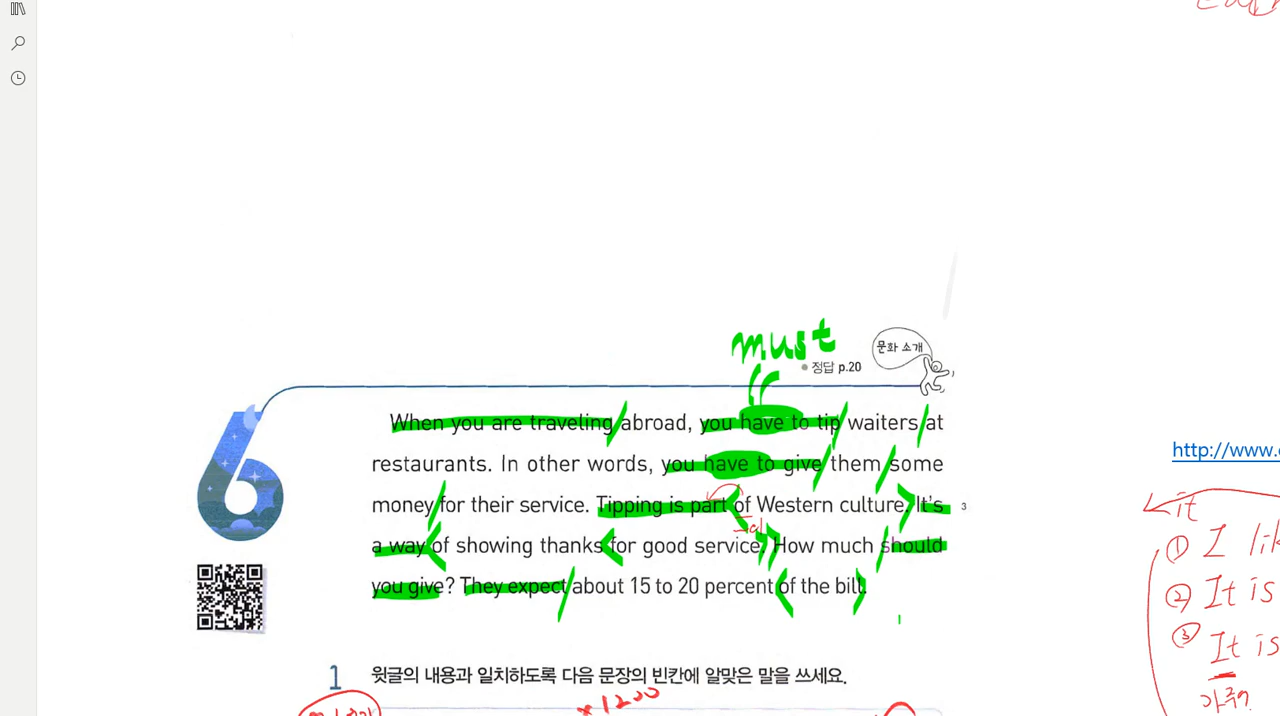 must
문화 소개
정답 p.20
6
When you are traveling abroad, you have to tip waiters at
restaurants. In other words, you have to give them some
money for their service. Tipping is part of Western culture. It's 3
a way of showing thanks for good service. How much should
you give? They expect about 15 to 20 percent of the bill.
1 윗글의 내용과 일치하도록 다음 문장의 빈칸에 알맞은 말을 쓰세요.
×1200
http://www.
it
① I li
② It is
③ It is